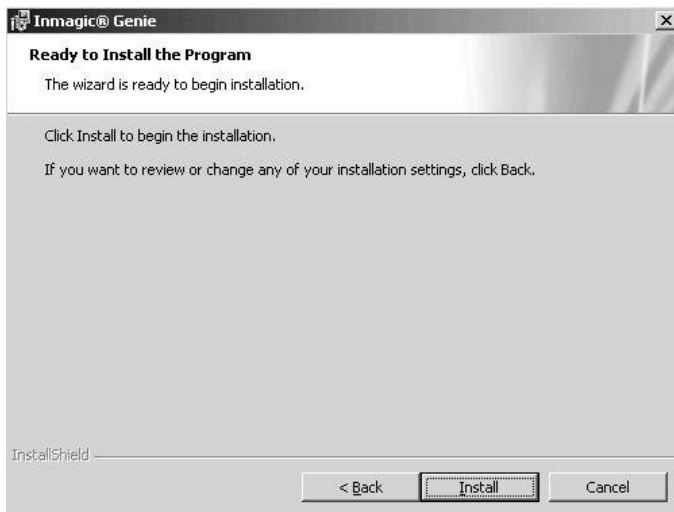 Inmagic® Genie
Ready to Install the Program
The wizard is ready to begin installation.
Click Install to begin the installation.
If you want to review or change any of your installation settings, click Back.
InstallShield
< Back Install Cancel